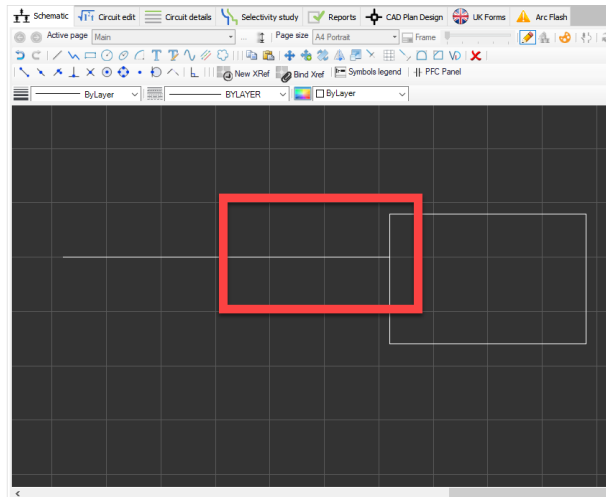 Schematic Circuit edit Circuit details Selectivity study Reports CAD Plan Design UK Forms Arc Flash
Active page Main ... Page size A4 Portrait Frame
New XRef Bind Xref Symbols legend PFC Panel
ByLayer BYLAYER ByLayer